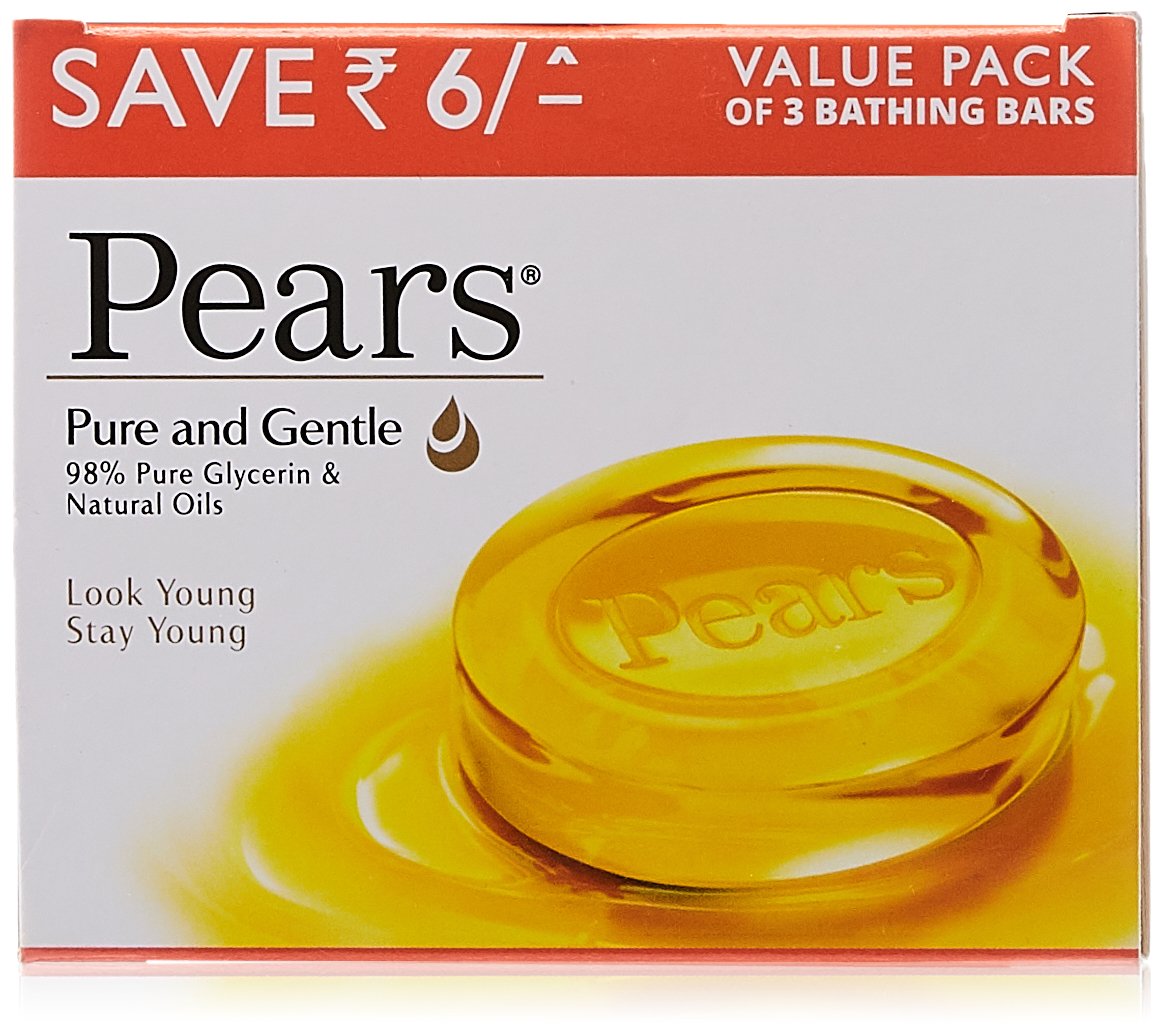 SAVE ₹ 6/-^
VALUE PACK
OF 3 BATHING BARS
Pears®
Pure and Gentle
98% Pure Glycerin &
Natural Oils
Look Young
Stay Young
Pears